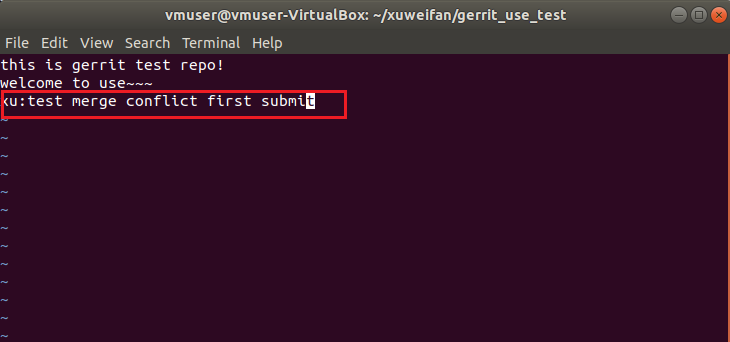 vmuser@vmuser-VirtualBox: ~/xuweifan/gerrit_use_test
File Edit View Search Terminal Help
this is gerrit test repo!
welcome to use~~~
xu:test merge conflict first submit
~
~
~
~
~
~
~
~
~
~
~
~
~